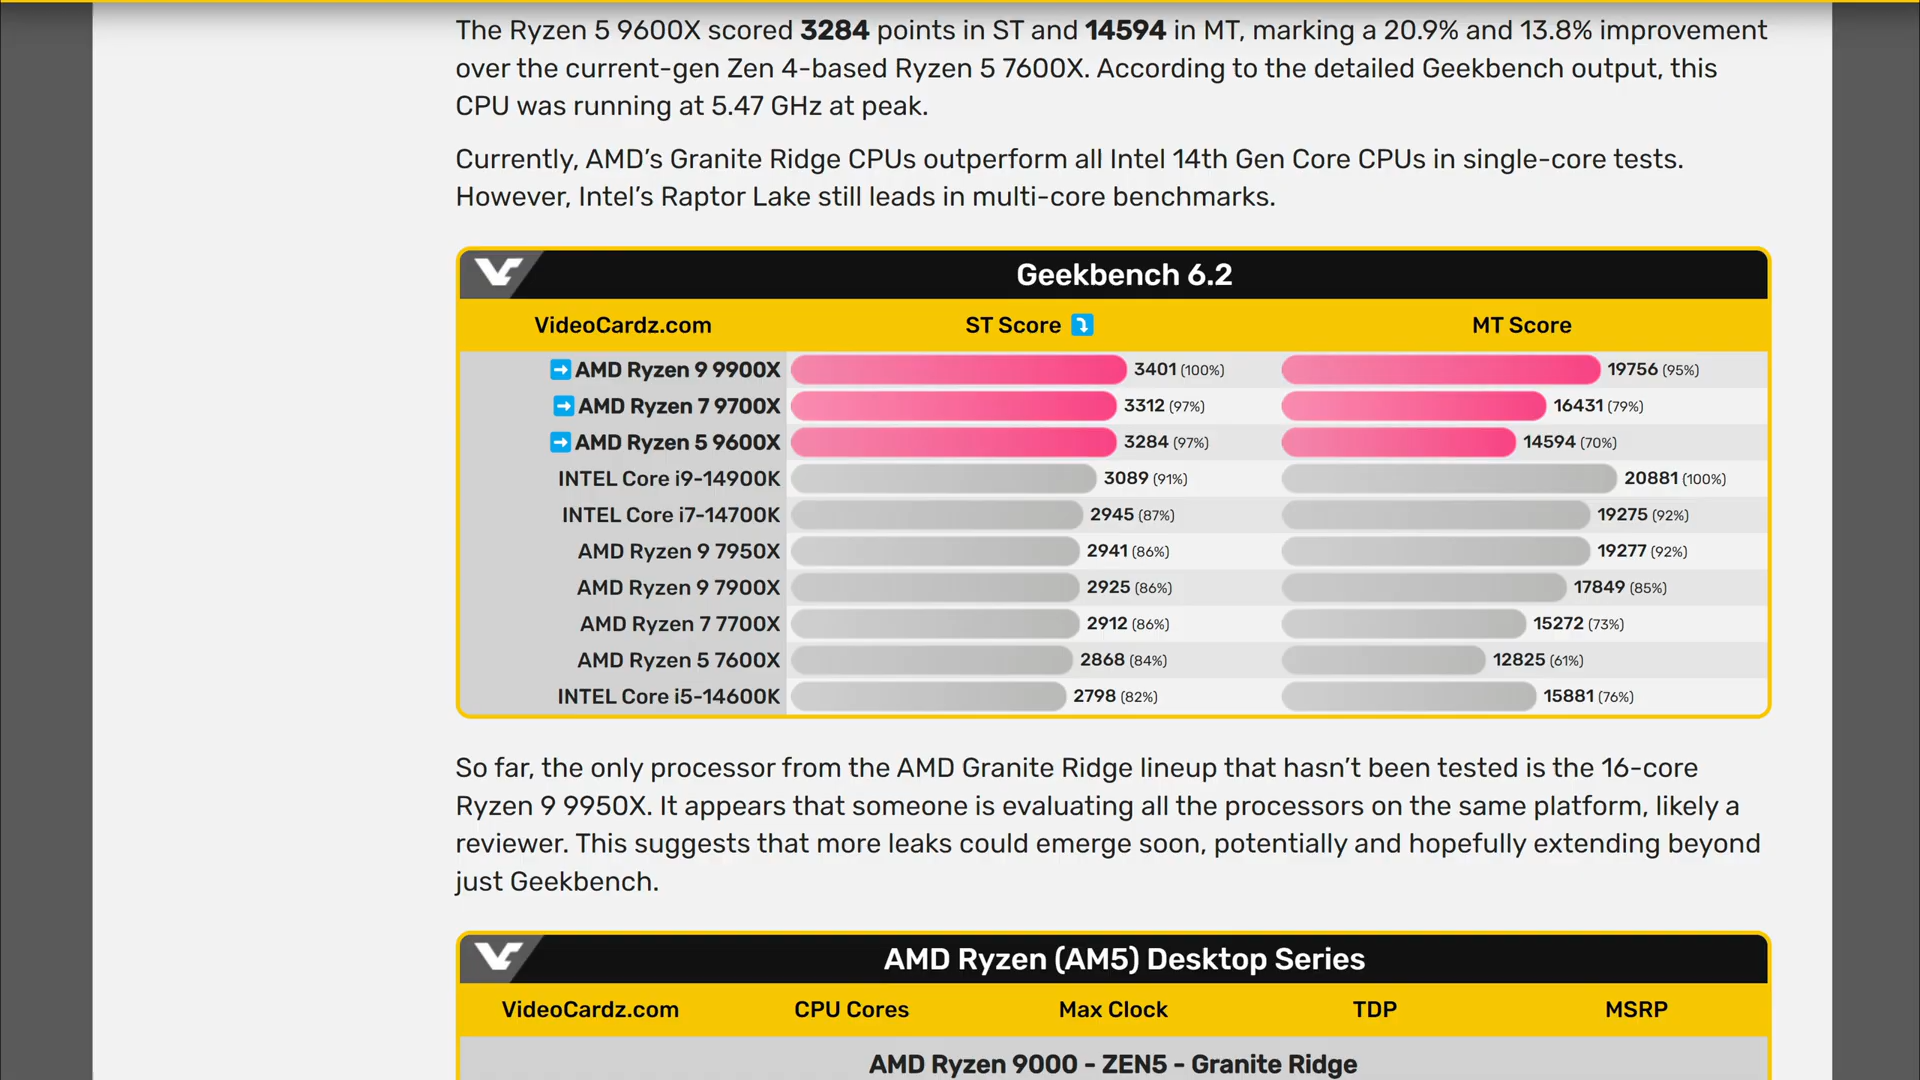 The Ryzen 5 9600X scored 3284 points in ST and 14594 in MT, marking a 20.9% and 13.8% improvement
over the current-gen Zen 4-based Ryzen 5 7600X. According to the detailed Geekbench output, this
CPU was running at 5.47 GHz at peak.
Currently, AMD’s Granite Ridge CPUs outperform all Intel 14th Gen Core CPUs in single-core tests.
However, Intel’s Raptor Lake still leads in multi-core benchmarks.
Geekbench 6.2
VideoCardz.com ST Score ⤵️ MT Score
➡️ AMD Ryzen 9 9900X 3401 (100%) 19756 (95%)
➡️ AMD Ryzen 7 9700X 3312 (97%) 16431 (79%)
➡️ AMD Ryzen 5 9600X 3284 (97%) 14594 (70%)
INTEL Core i9-14900K 3089 (91%) 20881 (100%)
INTEL Core i7-14700K 2945 (87%) 19275 (92%)
AMD Ryzen 9 7950X 2941 (86%) 19277 (92%)
AMD Ryzen 9 7900X 2925 (86%) 17849 (85%)
AMD Ryzen 7 7700X 2912 (86%) 15272 (73%)
AMD Ryzen 5 7600X 2868 (84%) 12825 (61%)
INTEL Core i5-14600K 2798 (82%) 15881 (76%)
So far, the only processor from the AMD Granite Ridge lineup that hasn’t been tested is the 16-core
Ryzen 9 9950X. It appears that someone is evaluating all the processors on the same platform, likely a
reviewer. This suggests that more leaks could emerge soon, potentially and hopefully extending beyond
just Geekbench.
AMD Ryzen (AM5) Desktop Series
VideoCardz.com CPU Cores Max Clock TDP MSRP
AMD Ryzen 9000 - ZEN5 - Granite Ridge